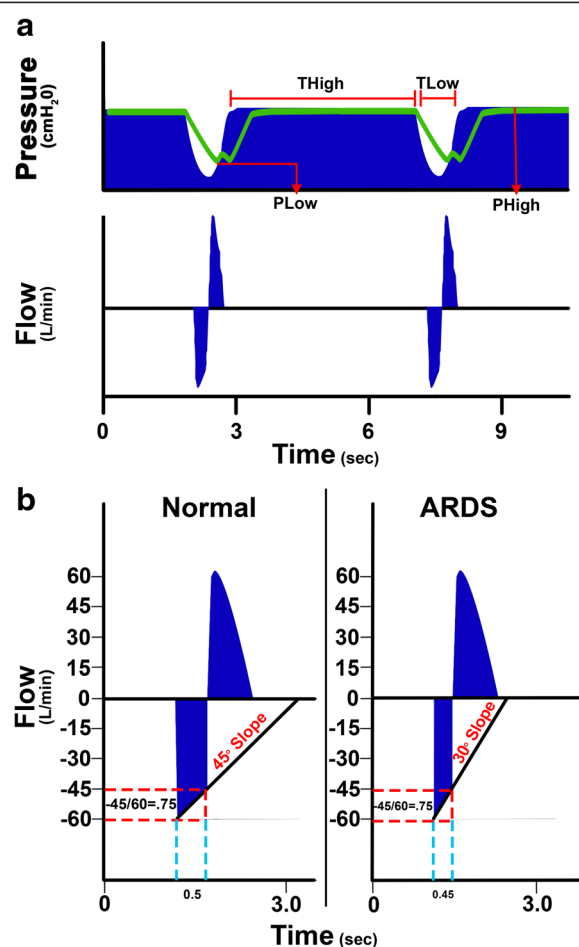 a
Pressure
(cmH20)
THigh
TLow
PLow
PHigh
Flow
(L/min)
0
3
6
9
Time (sec)
b
Normal
ARDS
Flow
(L/min)
60
45
30
15
0
-15
-30
-45
-60
45° Slope
-45/60=.75
0.5
0
3.0
60
45
30
15
0
-15
-30
-45
-60
30° Slope
-45/60=.75
0.45
0
3.0
Time (sec)